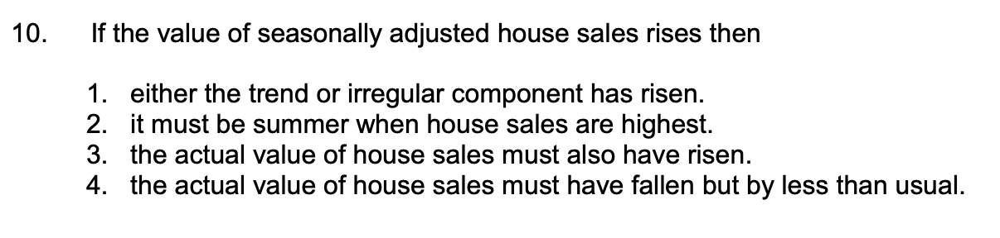 10. If the value of seasonally adjusted house sales rises then
1. either the trend or irregular component has risen.
2. it must be summer when house sales are highest.
3. the actual value of house sales must also have risen.
4. the actual value of house sales must have fallen but by less than usual.